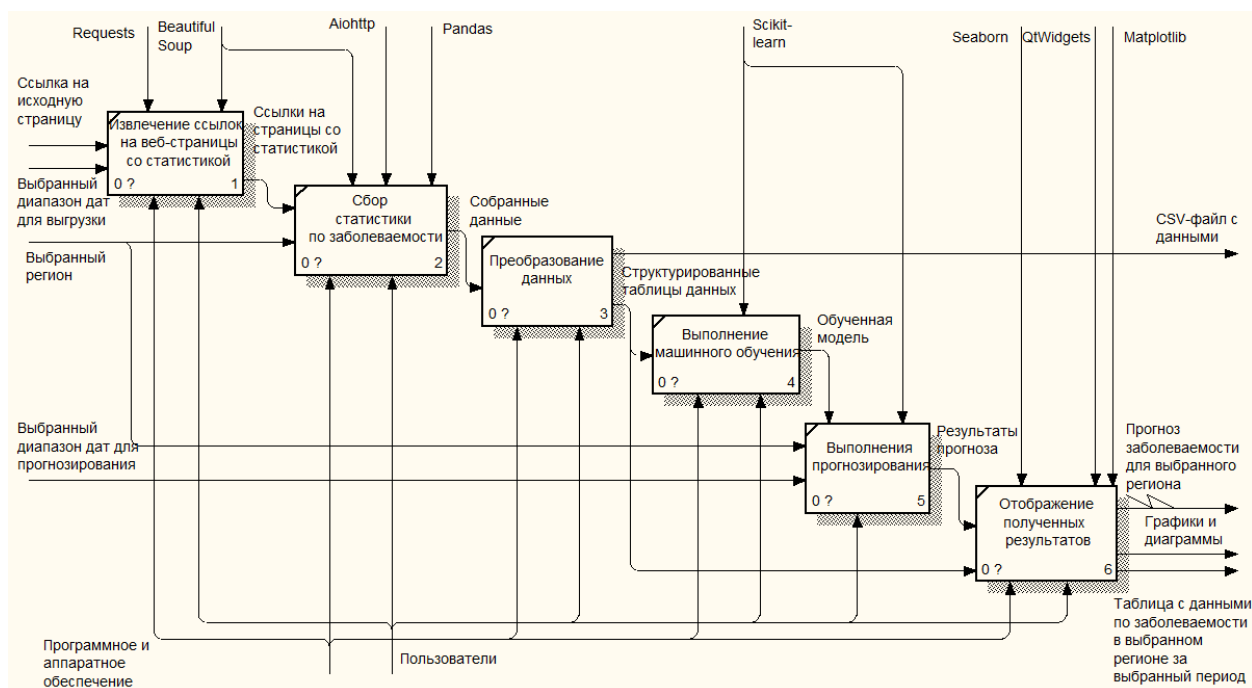 Requests
Beautiful
Soup
Aiohttp
Pandas
Scikit-
learn
Seaborn
QtWidgets
Matplotlib
Ссылка на
исходную
страницу
Извлечение ссылок
на веб-страницы
со статистикой
0 ?
1
Ссылки на
страницы со
статистикой
Выбранный
диапазон дат
для выгрузки
Выбранный
регион
Сбор
статистики
по заболеваемости
0 ?
2
Собранные
данные
Преобразование
данных
0 ?
3
CSV-файл с
данными
Структурированные
таблицы данных
Выполнение
машинного обучения
0 ?
4
Обученная
модель
Выбранный
диапазон дат для
прогнозирования
Выполнения
прогнозирования
0 ?
5
Результаты
прогноза
Отображение
полученных
результатов
0 ?
6
Прогноз
заболеваемости
для выбранного
региона
Графики и
диаграммы
Таблица с данными
по заболеваемости
в выбранном
регионе за
выбранный период
Программное и
аппаратное
обеспечение
Пользователи